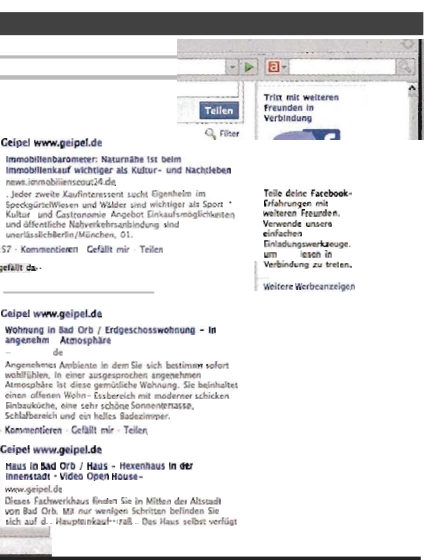 Teilen
Filter
Tritt mit weiteren
Freunden in
Verbindung
Geipel www.geipel.de
Immobilienbarometer: Naturnähe ist beim
Immobilienkauf wichtiger als Kultur- und Nachtleben
news.immobilienscout24.de
. Jeder zweite Kaufinteressent sucht Eigenheim im
SpeckgürtelWiesen und Wälder sind wichtiger als Sport
Kultur und Gastronomie Angebot Einkaufsmöglichkeiten
und öffentliche Nahverkehrsanbindung sind
unerlässlichBerlin/München, 01.
57 · Kommentieren · Gefällt mir · Teilen
gefällt da
Teile deine Facebook-
Erfahrungen mit
weiteren Freunden.
Verwende unsere
einfachen
Einladungswerkzeuge.
um
Verbindung zu treten.
Weitere Werbeanzeigen
Geipel www.geipel.de
Wohnung in Bad Orb / Erdgeschosswohnung - in
angenehm Atmosphäre
de
Angenehmes Ambiente in dem Sie sich bestimm sofort
wohlfühlen. In einer ausgesprochen angenehmen
Atmosphäre ist diese gemütliche Wohnung. Sie beinhaltet
einen offenen Wohn- Essbereich mit moderner schicken
Einbauküche, eine sehr schöne Sonnenterrasse,
Schlafbereich und ein helles Badezimmer.
Kommentieren · Gefällt mir · Teilen
Geipel www.geipel.de
Haus in Bad Orb / Haus - Hexenhaus in der
Innenstadt - Video Open House-
www.geipel.de
Dieses Fachwerkhaus finden Sie in Mitten der Altstadt
von Bad Orb. Mit nur wenigen Schritten befinden Sie
sich auf d Das Haus selbst verfügt